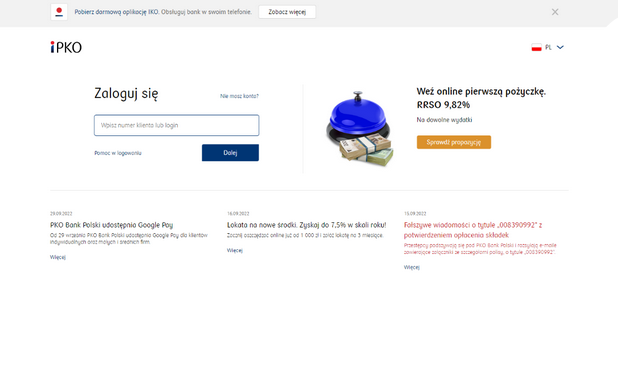 Pobierz darmową aplikację IKO. Obsługuj bank w swoim telefonie.
Zobacz więcej
iPKO
PL
Zaloguj się
Nie masz konta?
Wpisz numer klienta lub login
Pomoc w logowaniu
Dalej
Weź online pierwszą pożyczkę.
RRSO 9,82%
Na dowolne wydatki
Sprawdź propozycję
29.09.2022
PKO Bank Polski udostępnia Google Pay
Od 29 września PKO Bank Polski udostępnia Google Pay dla klientów
indywidualnych oraz małych i średnich firm.
Więcej
16.09.2022
Lokata na nowe środki. Zyskaj do 7,5% w skali roku!
Zacznij oszczędzać online już od 1 000 zł i załóż lokatę na 3 miesiące.
Więcej
15.09.2022
Fałszywe wiadomości o tytule „008390992” z
potwierdzeniem opłacenia składek
Przestępcy podszywają się pod PKO Bank Polski i rozsyłają e-maile
zawierające załączniki ze szczegółami polisy, o tytule „008390992”.
Więcej